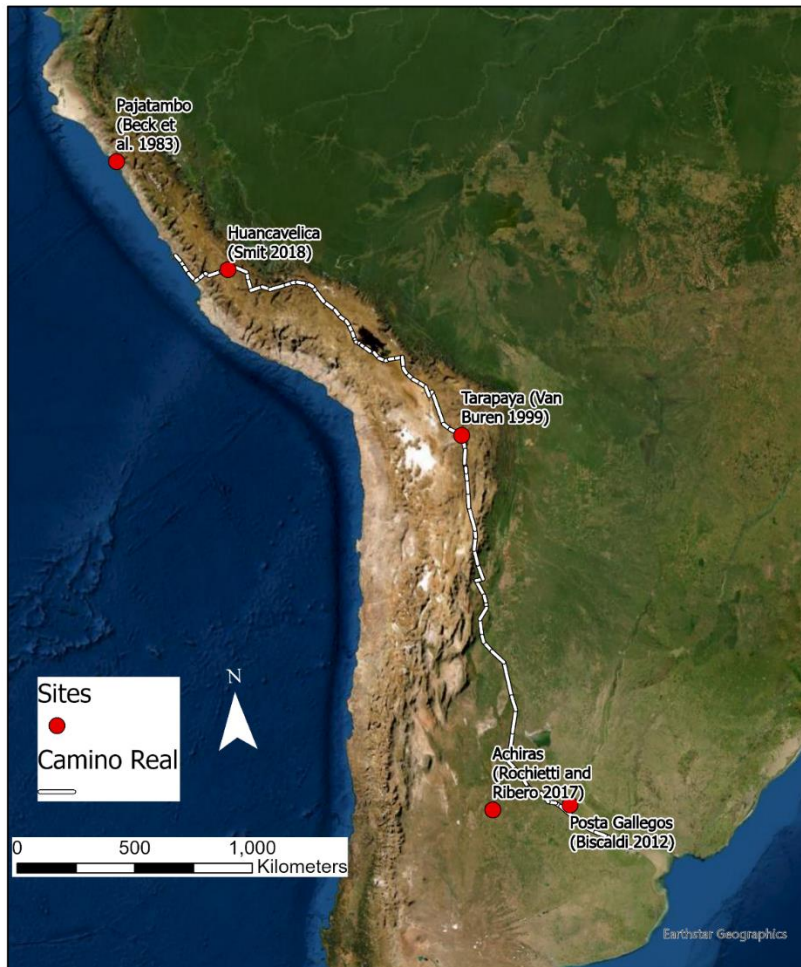 Pajatambo
(Beck et
al. 1983)
Huancavelica
(Smit 2018)
Tarapaya (Van
Buren 1999)
Achiras
(Rochietti and
Ribero 2017)
Posta Gallegos
(Biscaldi 2012)
N
Sites
Camino Real
0 500 1,000
Kilometers
Earthstar Geographics